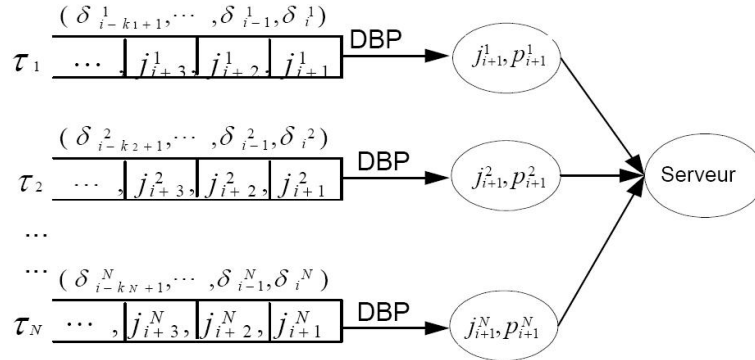 ( δ^1_{i-k_1+1}, ⋯ , δ^1_{i-1}, δ^1_i )
τ_1 ⋯ , j^1_{i+3}, j^1_{i+2}, j^1_{i+1} DBP j^1_{i+1}, p^1_{i+1}
( δ^2_{i-k_2+1}, ⋯ , δ^2_{i-1}, δ^2_i )
τ_2 ⋯ , j^2_{i+3}, j^2_{i+2}, j^2_{i+1} DBP j^2_{i+1}, p^2_{i+1} Serveur
...
...
( δ^N_{i-k_N+1}, ⋯ , δ^N_{i-1}, δ^N_i )
τ_N ⋯ , j^N_{i+3}, j^N_{i+2}, j^N_{i+1} DBP j^N_{i+1}, p^N_{i+1}